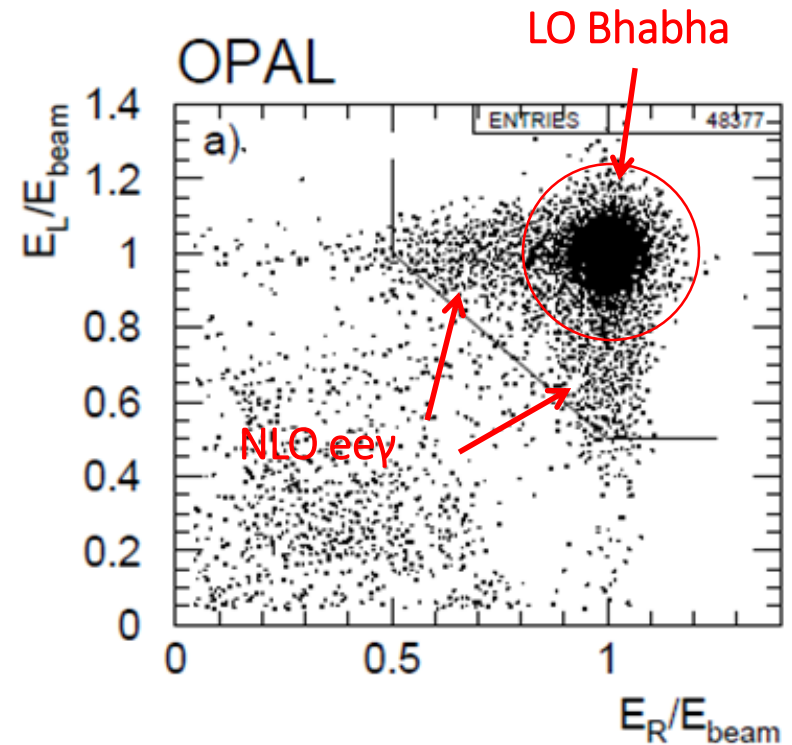 LO Bhabha
OPAL
ENTRIES 48377
a).
1.4
1.2
1
0.8
0.6
0.4
0.2
0
E_L/E_beam
NLO eeγ
0 0.5 1
E_R/E_beam